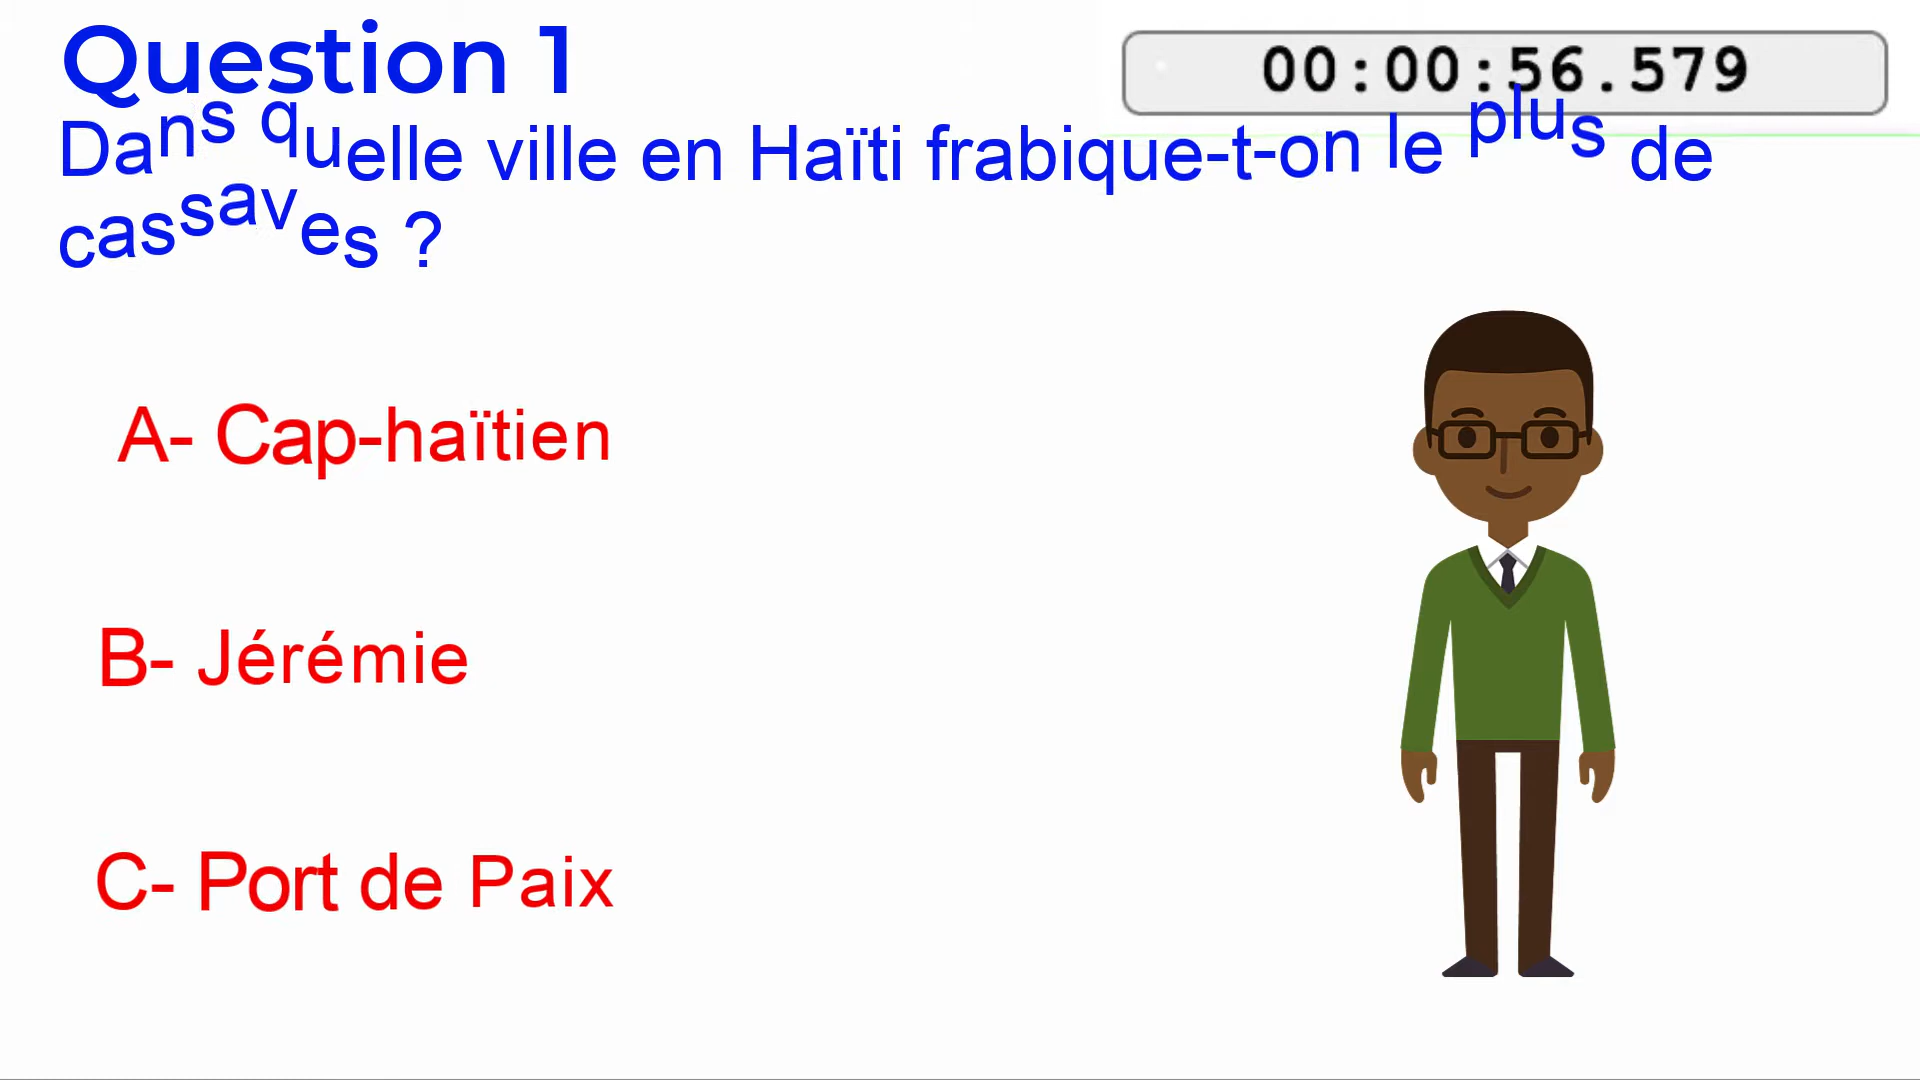 Question 1
00:00:56.579
Dans quelle ville en Haïti frabique-t-on le plus de
cassaves ?
A- Cap-haïtien
B- Jérémie
C- Port de Paix